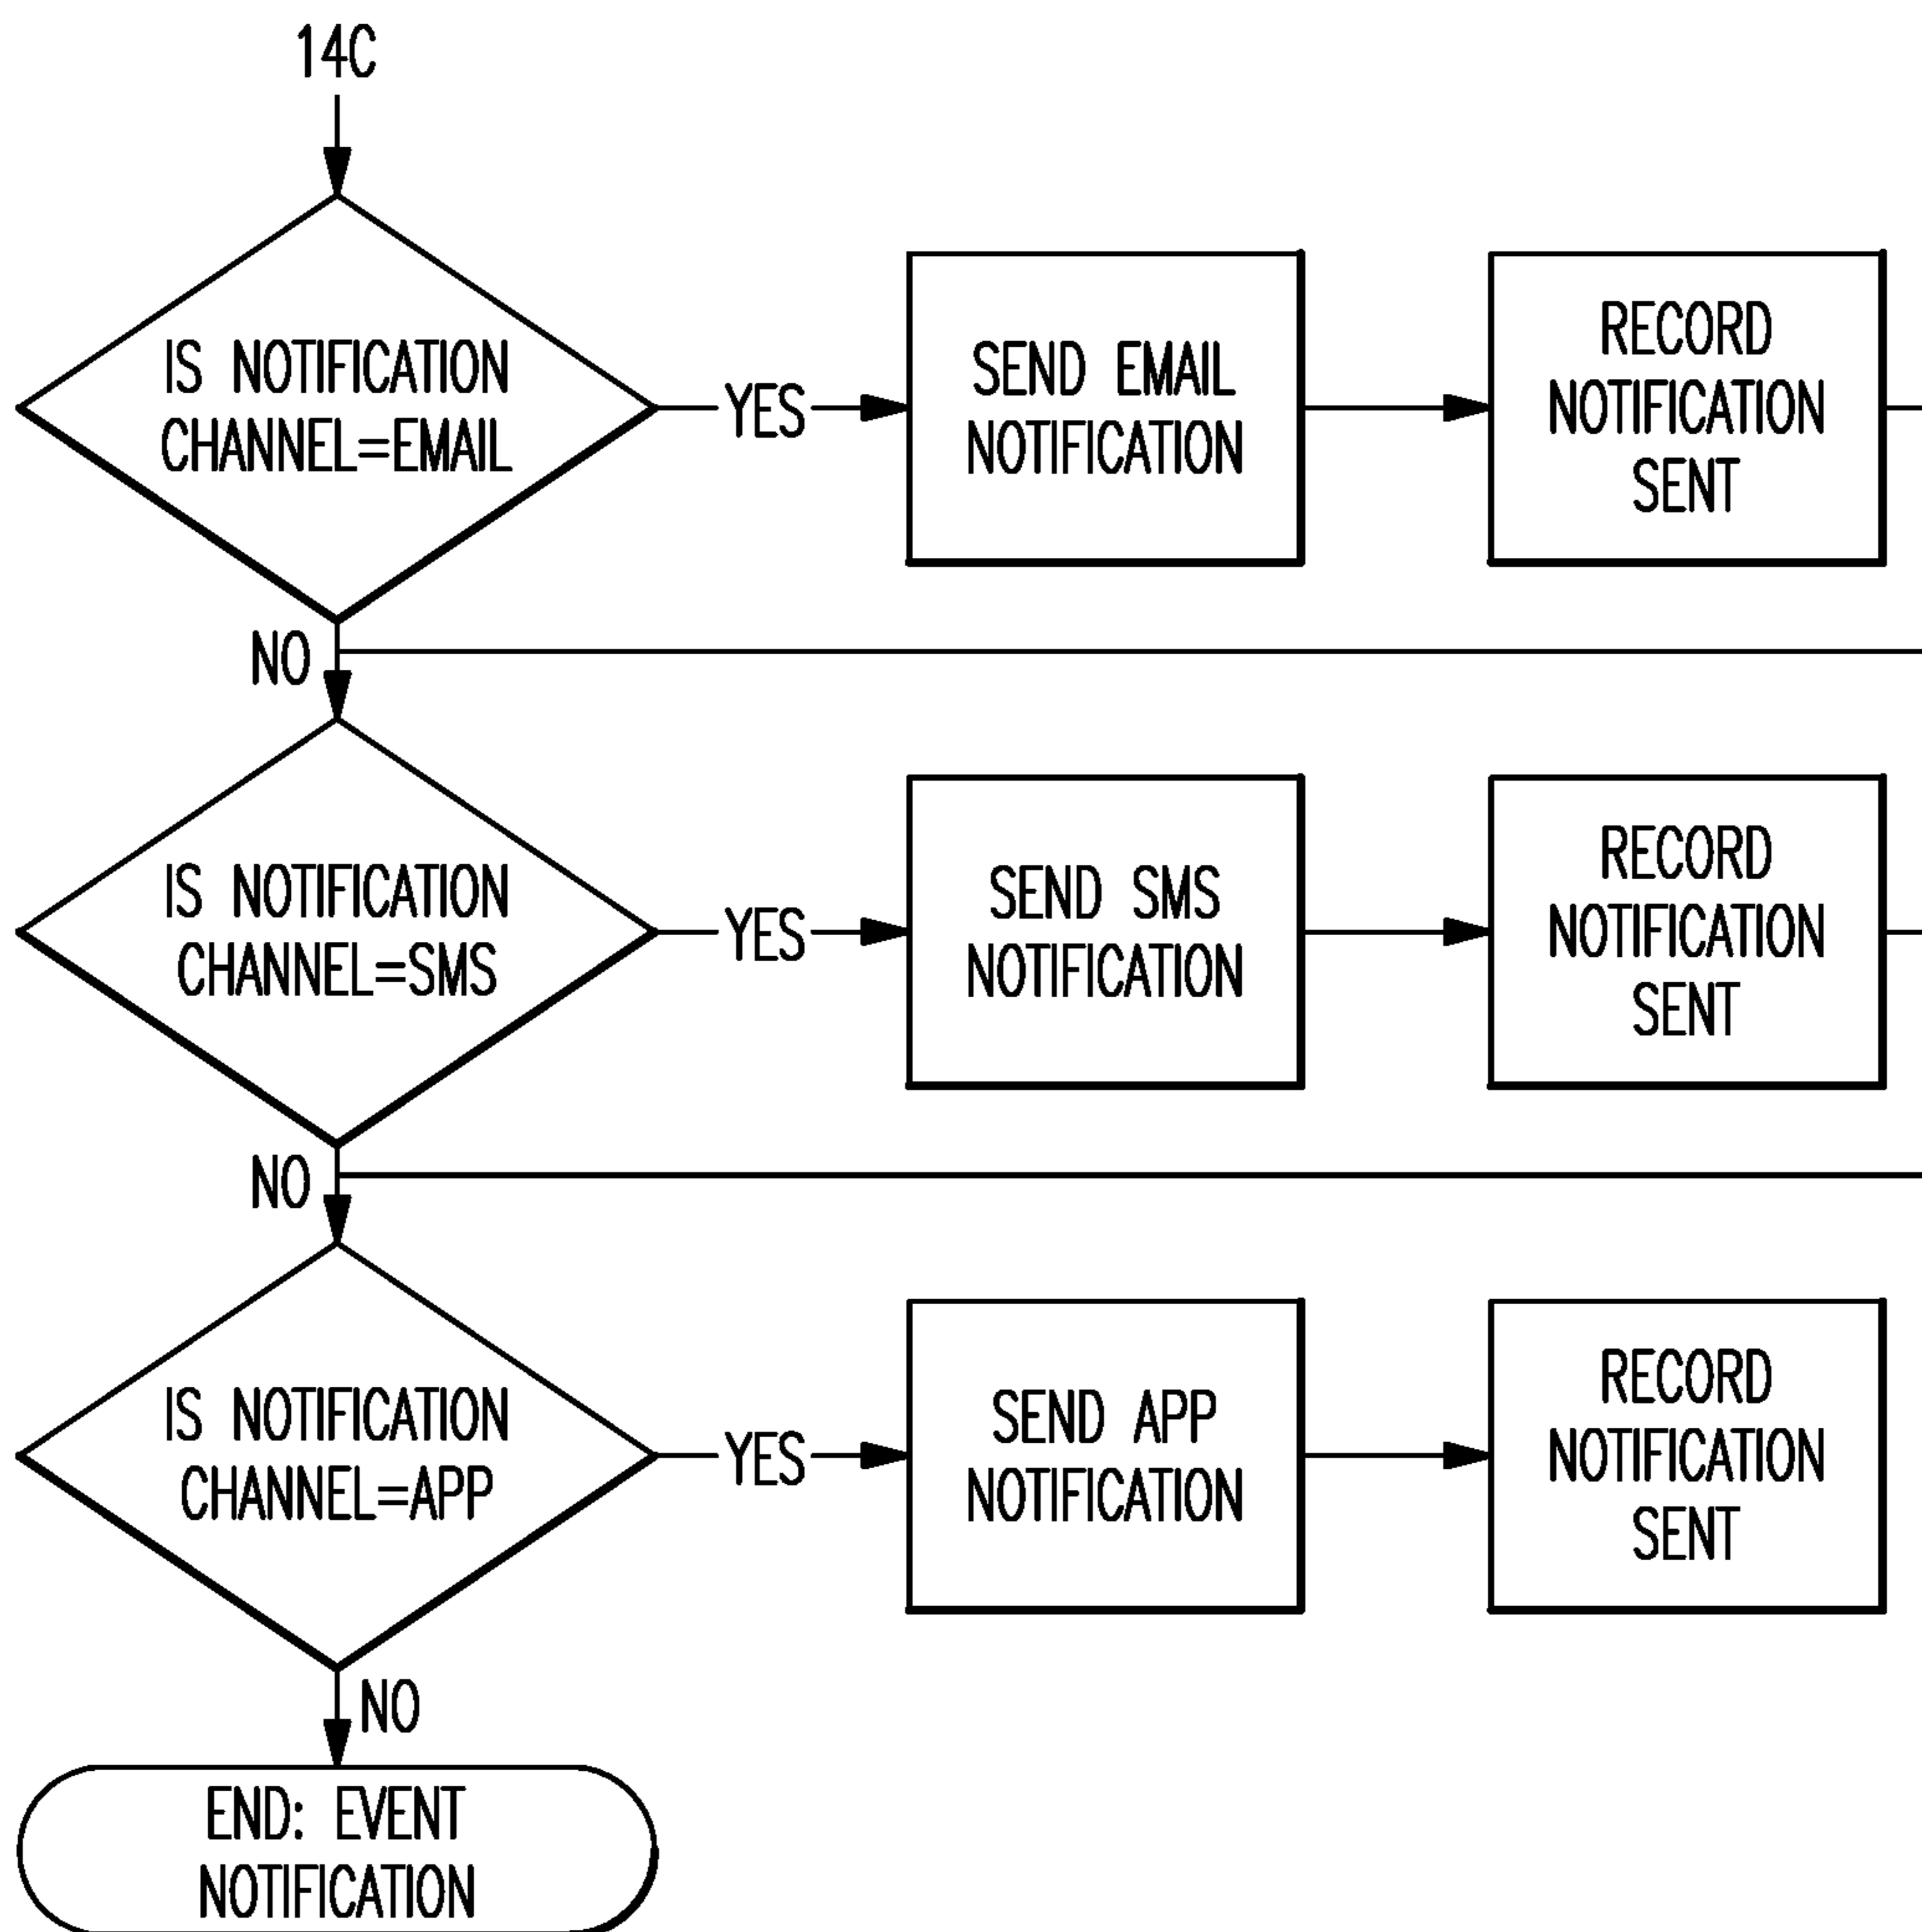 14C
IS NOTIFICATION
CHANNEL=EMAIL
YES
SEND EMAIL
NOTIFICATION
RECORD
NOTIFICATION
SENT
NO
IS NOTIFICATION
CHANNEL=SMS
YES
SEND SMS
NOTIFICATION
RECORD
NOTIFICATION
SENT
NO
IS NOTIFICATION
CHANNEL=APP
YES
SEND APP
NOTIFICATION
RECORD
NOTIFICATION
SENT
NO
END: EVENT
NOTIFICATION